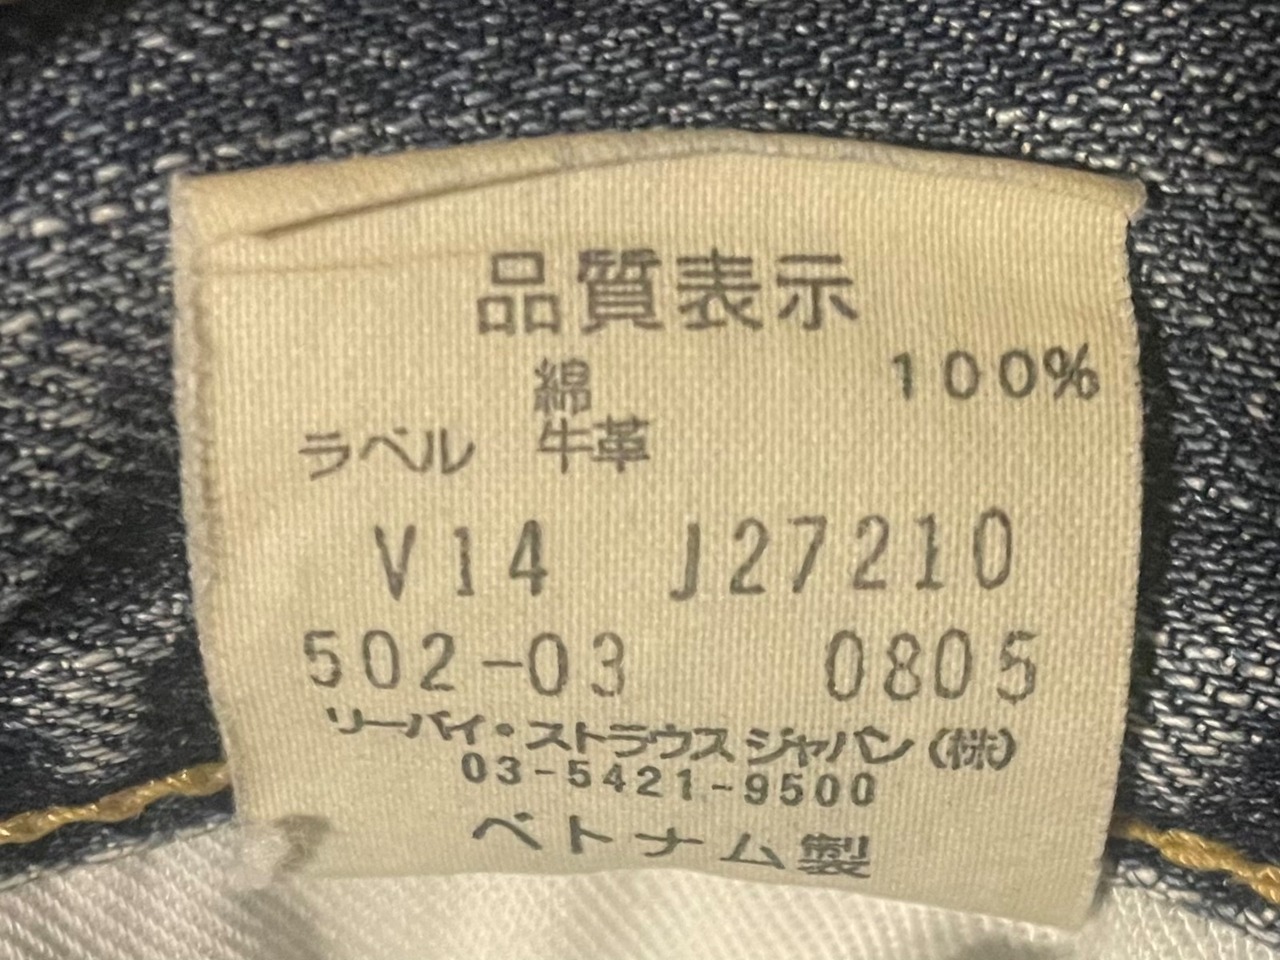 品質表示
綿 100%
ラベル 牛革
V14 J27210
502-03 0805
リーバイ・ストラウス ジャパン(株)
03-5421-9500
ベトナム製